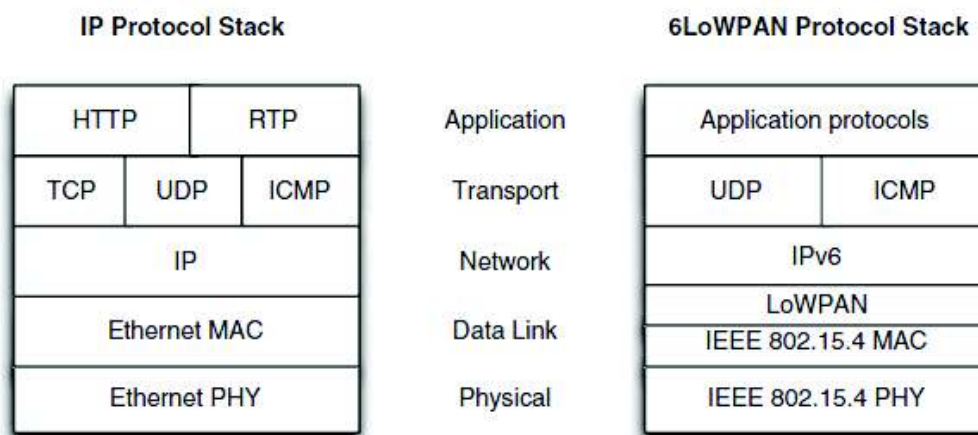 IP Protocol Stack
6LoWPAN Protocol Stack
HTTP RTP Application Application protocols
TCP UDP ICMP Transport UDP ICMP
IP Network IPv6
LoWPAN
Ethernet MAC Data Link IEEE 802.15.4 MAC
Ethernet PHY Physical IEEE 802.15.4 PHY